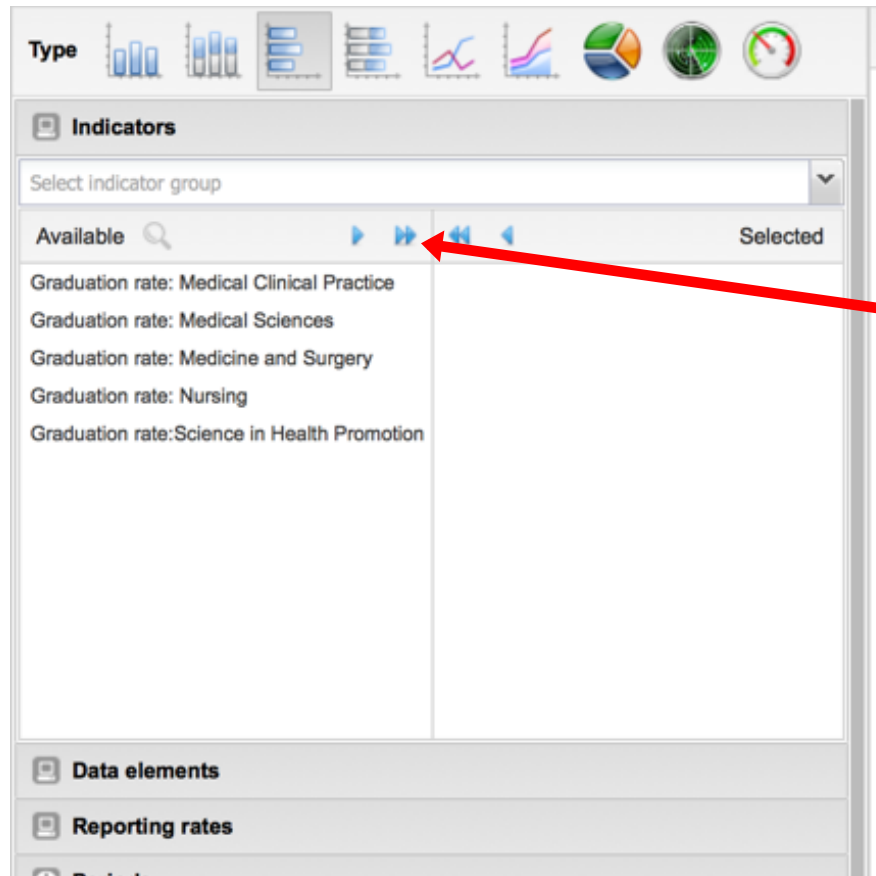 Type
Indicators
Select indicator group
Available Selected
Graduation rate: Medical Clinical Practice
Graduation rate: Medical Sciences
Graduation rate: Medicine and Surgery
Graduation rate: Nursing
Graduation rate:Science in Health Promotion
Data elements
Reporting rates